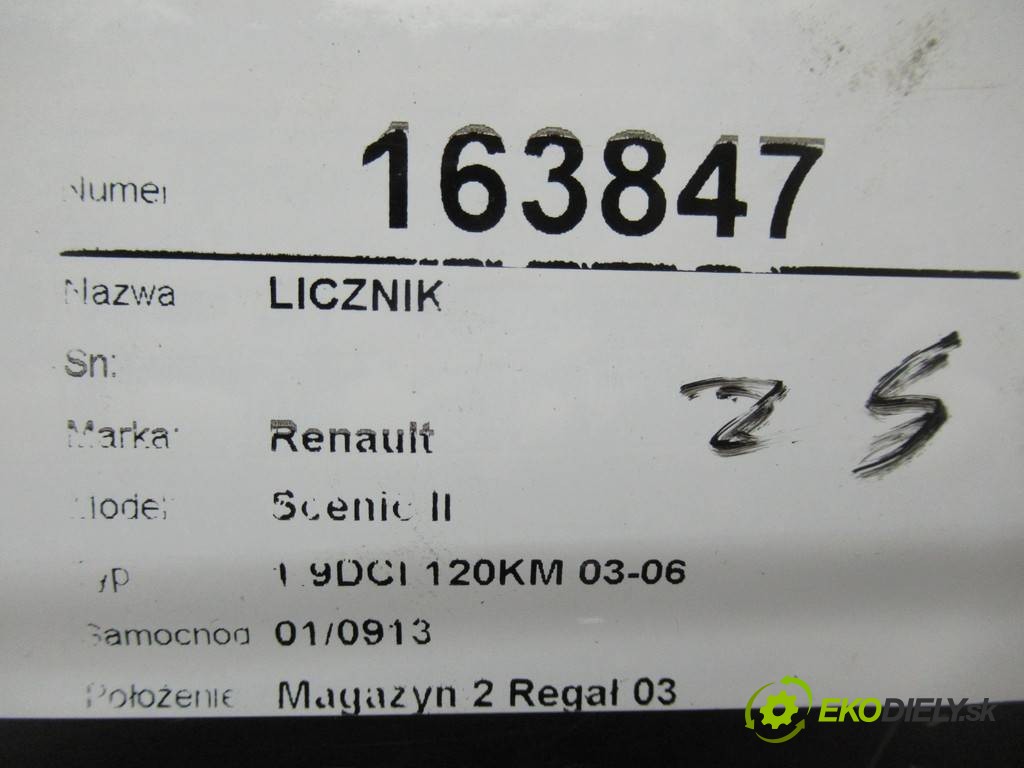 Numer 163847
Nazwa LICZNIK
Sn:
Marka: Renault
Model Scenic II
Typ 1.9DCI 120KM 03-06
Samochód 01/0913
Położenie Magazyn 2 Regał 03
25
EKODIELY.sk